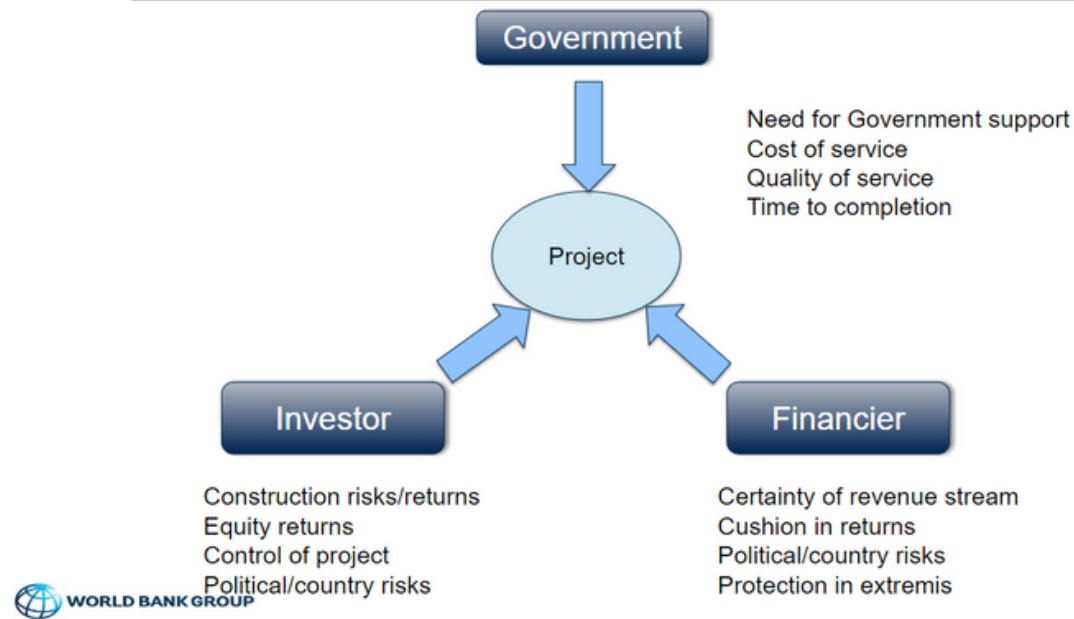 Government
Need for Government support
Cost of service
Quality of service
Time to completion
Project
Investor
Financier
Construction risks/returns
Equity returns
Control of project
Political/country risks
Certainty of revenue stream
Cushion in returns
Political/country risks
Protection in extremis
WORLD BANK GROUP